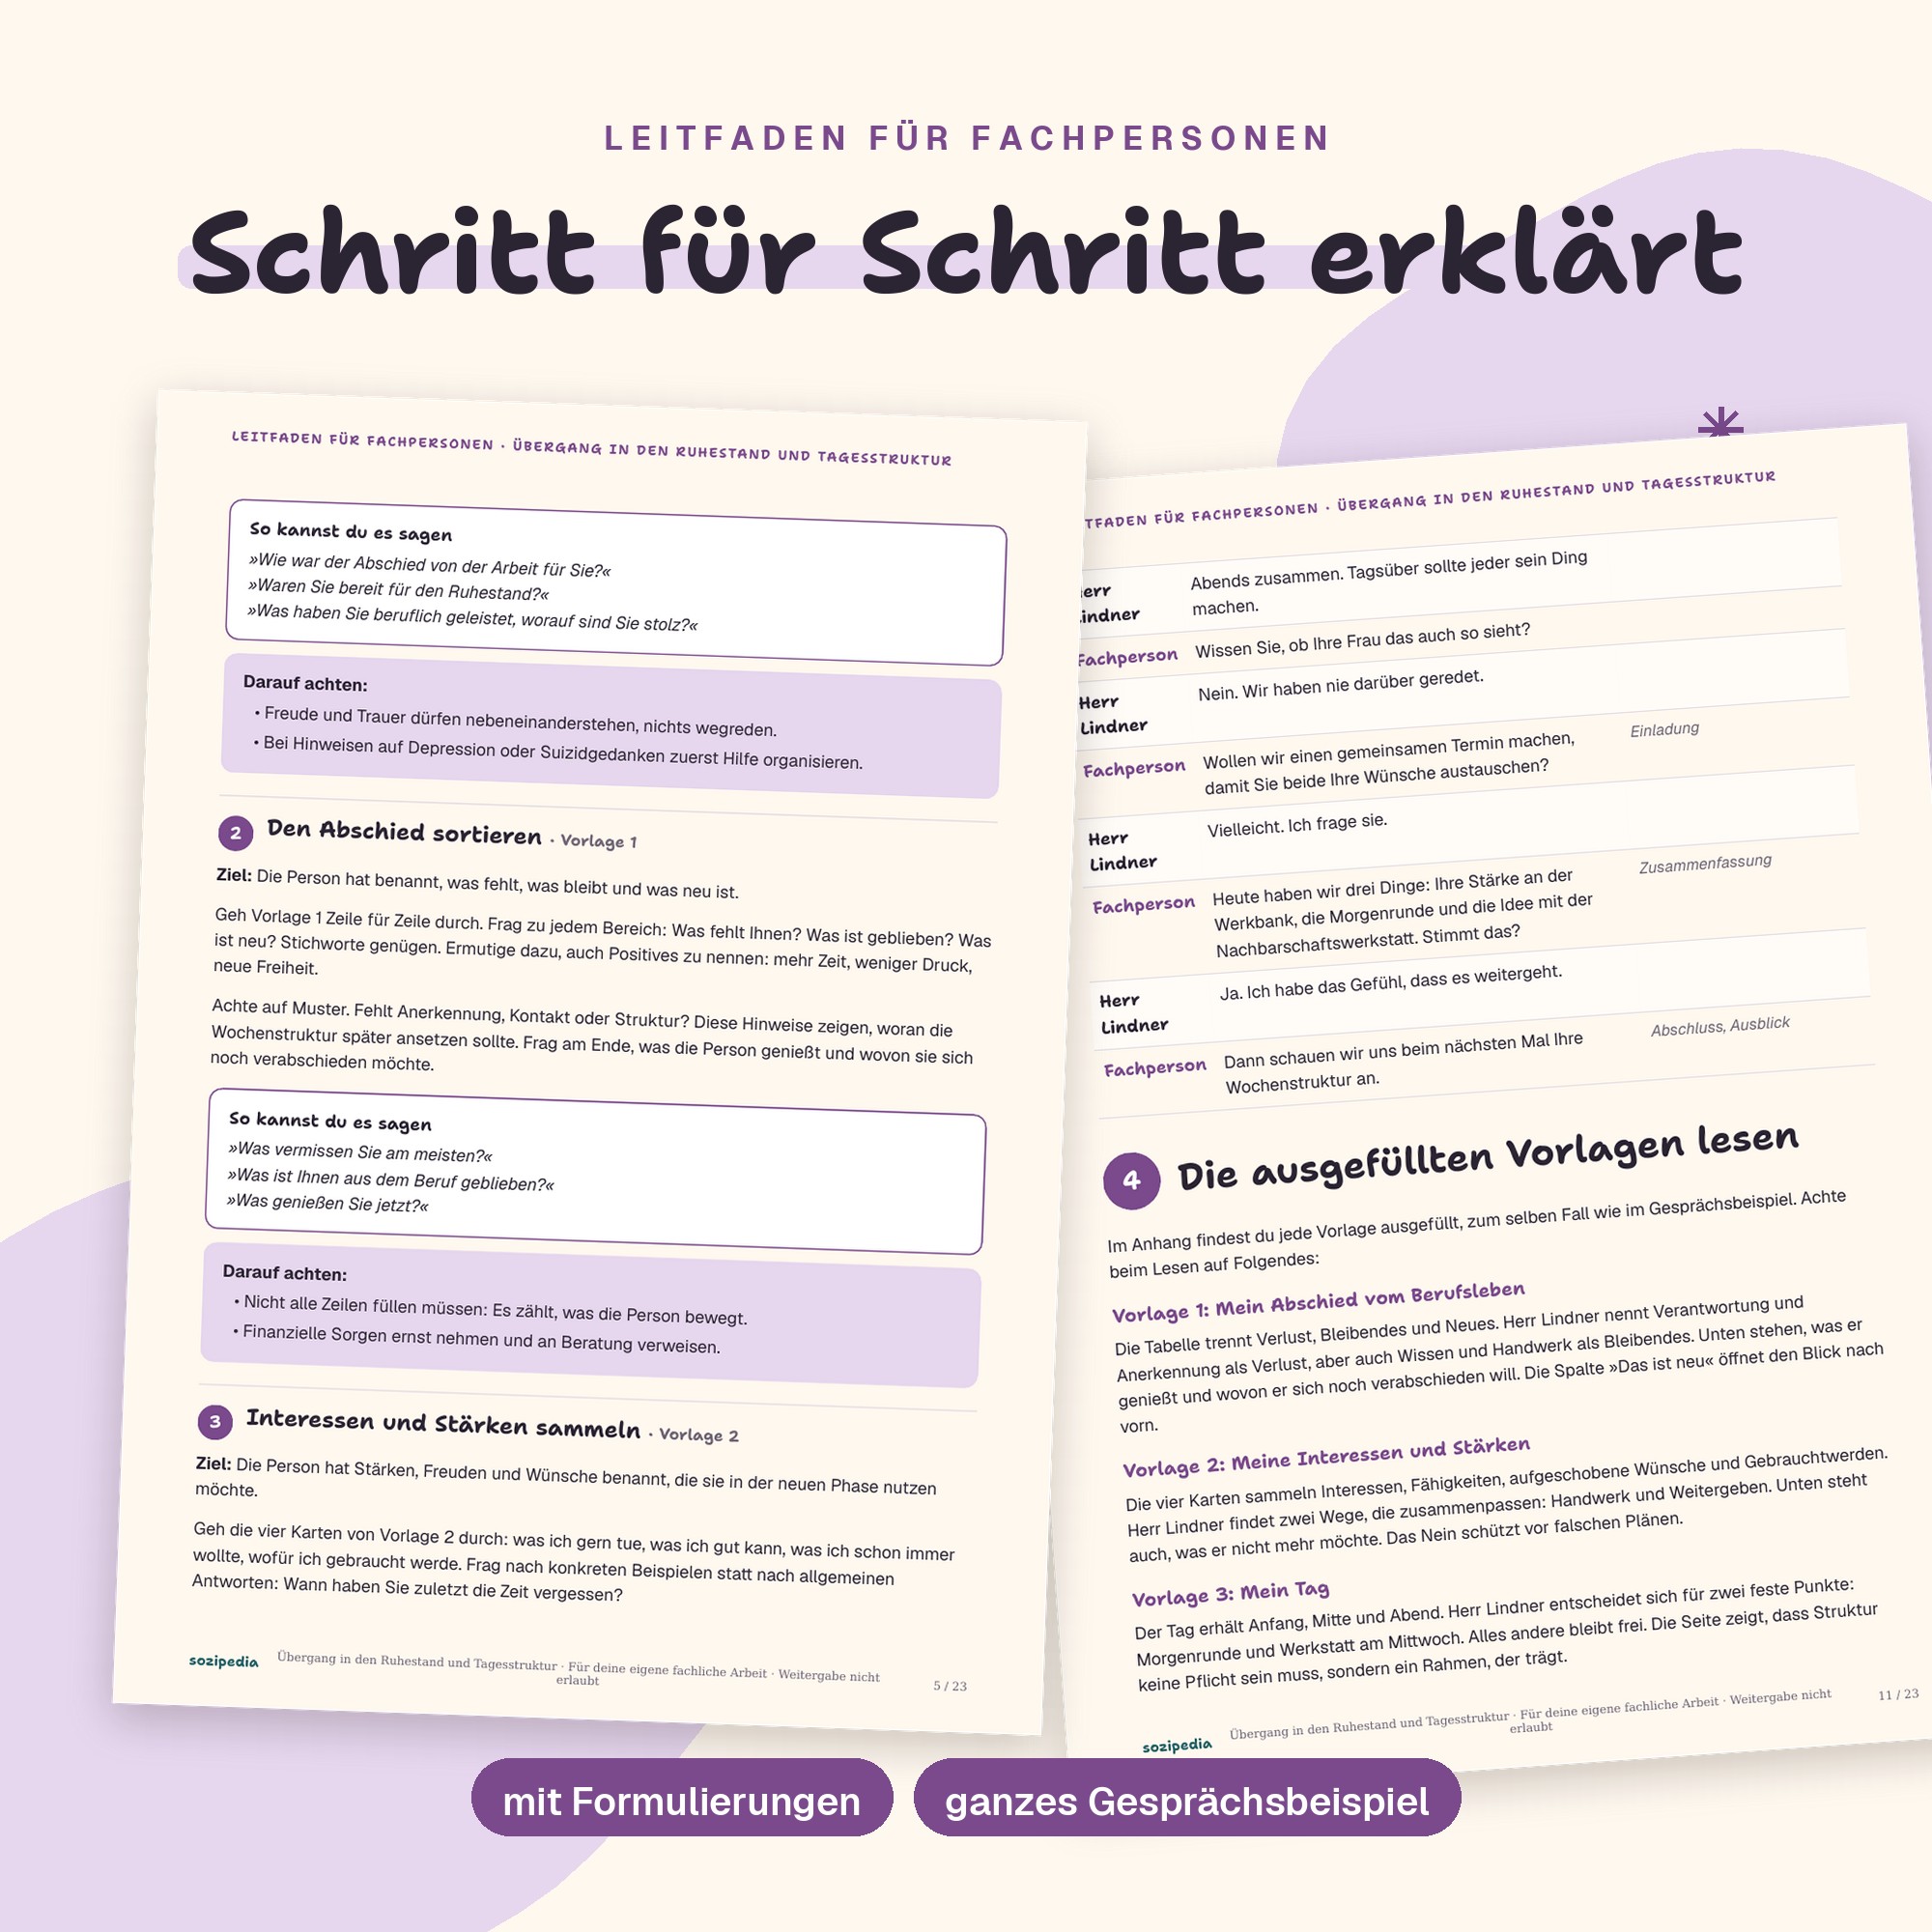 LEITFADEN FÜR FACHPERSONEN
Schritt für Schritt erklärt
LEITFADEN FÜR FACHPERSONEN · ÜBERGANG IN DEN RUHESTAND UND TAGESSTRUKTUR
So kannst du es sagen
»Wie war der Abschied von der Arbeit für Sie?«
»Waren Sie bereit für den Ruhestand?«
»Was haben Sie beruflich geleistet, worauf sind Sie stolz?«
Darauf achten:
• Freude und Trauer dürfen nebeneinanderstehen, nichts wegreden.
• Bei Hinweisen auf Depression oder Suizidgedanken zuerst Hilfe organisieren.
2 Den Abschied sortieren · Vorlage 1
Ziel: Die Person hat benannt, was fehlt, was bleibt und was neu ist.
Geh Vorlage 1 Zeile für Zeile durch. Frag zu jedem Bereich: Was fehlt Ihnen? Was ist geblieben? Was
ist neu? Stichworte genügen. Ermutige dazu, auch Positives zu nennen: mehr Zeit, weniger Druck,
neue Freiheit.
Achte auf Muster. Fehlt Anerkennung, Kontakt oder Struktur? Diese Hinweise zeigen, woran die
Wochenstruktur später ansetzen sollte. Frag am Ende, was die Person genießt und wovon sie sich
noch verabschieden möchte.
So kannst du es sagen
»Was vermissen Sie am meisten?«
»Was ist Ihnen aus dem Beruf geblieben?«
»Was genießen Sie jetzt?«
Darauf achten:
• Nicht alle Zeilen füllen müssen: Es zählt, was die Person bewegt.
• Finanzielle Sorgen ernst nehmen und an Beratung verweisen.
3 Interessen und Stärken sammeln · Vorlage 2
Ziel: Die Person hat Stärken, Freuden und Wünsche benannt, die sie in der neuen Phase nutzen
möchte.
Geh die vier Karten von Vorlage 2 durch: was ich gern tue, was ich gut kann, was ich schon immer
wollte, wofür ich gebraucht werde. Frag nach konkreten Beispielen statt nach allgemeinen
Antworten: Wann haben Sie zuletzt die Zeit vergessen?
sozipedia Übergang in den Ruhestand und Tagesstruktur · Für deine eigene fachliche Arbeit · Weitergabe nicht
erlaubt 5 / 23
TFADEN FÜR FACHPERSONEN · ÜBERGANG IN DEN RUHESTAND UND TAGESSTRUKTUR
err Abends zusammen. Tagsüber sollte jeder sein Ding
indner machen.
Fachperson Wissen Sie, ob Ihre Frau das auch so sieht?
Herr Nein. Wir haben nie darüber geredet.
Lindner
Fachperson Wollen wir einen gemeinsamen Termin machen, Einladung
damit Sie beide Ihre Wünsche austauschen?
Herr Vielleicht. Ich frage sie.
Lindner
Fachperson Heute haben wir drei Dinge: Ihre Stärke an der Zusammenfassung
Werkbank, die Morgenrunde und die Idee mit der
Nachbarschaftswerkstatt. Stimmt das?
Herr Ja. Ich habe das Gefühl, dass es weitergeht.
Lindner
Fachperson Dann schauen wir uns beim nächsten Mal Ihre Abschluss, Ausblick
Wochenstruktur an.
4 Die ausgefüllten Vorlagen lesen
Im Anhang findest du jede Vorlage ausgefüllt, zum selben Fall wie im Gesprächsbeispiel. Achte
beim Lesen auf Folgendes:
Vorlage 1: Mein Abschied vom Berufsleben
Die Tabelle trennt Verlust, Bleibendes und Neues. Herr Lindner nennt Verantwortung und
Anerkennung als Verlust, aber auch Wissen und Handwerk als Bleibendes. Unten stehen, was er
genießt und wovon er sich noch verabschieden will. Die Spalte »Das ist neu« öffnet den Blick nach
vorn.
Vorlage 2: Meine Interessen und Stärken
Die vier Karten sammeln Interessen, Fähigkeiten, aufgeschobene Wünsche und Gebrauchtwerden.
Herr Lindner findet zwei Wege, die zusammenpassen: Handwerk und Weitergeben. Unten steht
auch, was er nicht mehr möchte. Das Nein schützt vor falschen Plänen.
Vorlage 3: Mein Tag
Der Tag erhält Anfang, Mitte und Abend. Herr Lindner entscheidet sich für zwei feste Punkte:
Morgenrunde und Werkstatt am Mittwoch. Alles andere bleibt frei. Die Seite zeigt, dass Struktur
keine Pflicht sein muss, sondern ein Rahmen, der trägt.
sozipedia Übergang in den Ruhestand und Tagesstruktur · Für deine eigene fachliche Arbeit · Weitergabe nicht
erlaubt 11 / 23
mit Formulierungen
ganzes Gesprächsbeispiel